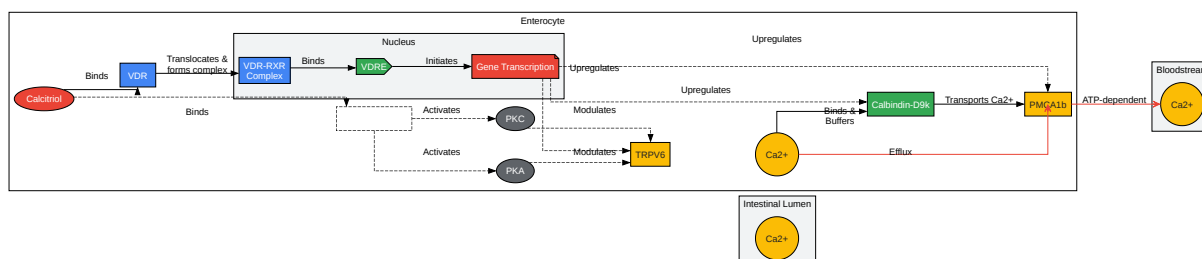 Enterocyte
Nucleus
Upregulates
Translocates &
forms complex
Binds
Initiates
Upregulates
Bloodstream
Binds
VDR
VDR-RXR
Complex
VDRE
Gene Transcription
Upregulates
Calcitriol
Calbindin-D9k
Transports Ca2+
PMCA1b
ATP-dependent
Ca2+
Binds
Activates
PKC
Modulates
Binds &
Buffers
Activates
PKA
Modulates
TRPV6
Ca2+
Efflux
Intestinal Lumen
Ca2+